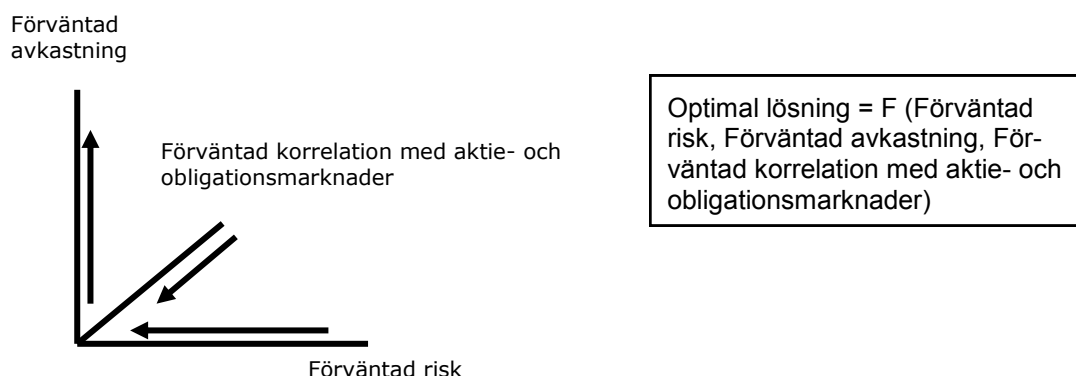 Förväntad
avkastning
Förväntad korrelation med aktie- och
obligationsmarknader
Förväntad risk
Optimal lösning = F (Förväntad
risk, Förväntad avkastning, För-
väntad korrelation med aktie- och
obligationsmarknader)